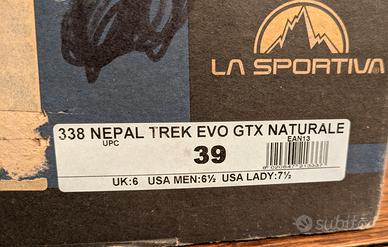 LA SPORTIVA
338 NEPAL TREK EVO GTX NATURALE
UPC EAN13
39
UK:6 USA MEN:6½ USA LADY:7½
subito